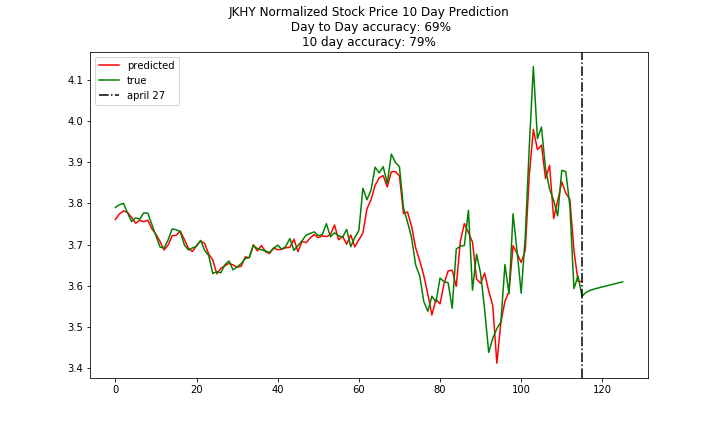 JKHY Normalized Stock Price 10 Day Prediction
Day to Day accuracy: 69%
10 day accuracy: 79%
predicted
true
april 27
4.1
4.0
3.9
3.8
3.7
3.6
3.5
3.4
0 20 40 60 80 100 120